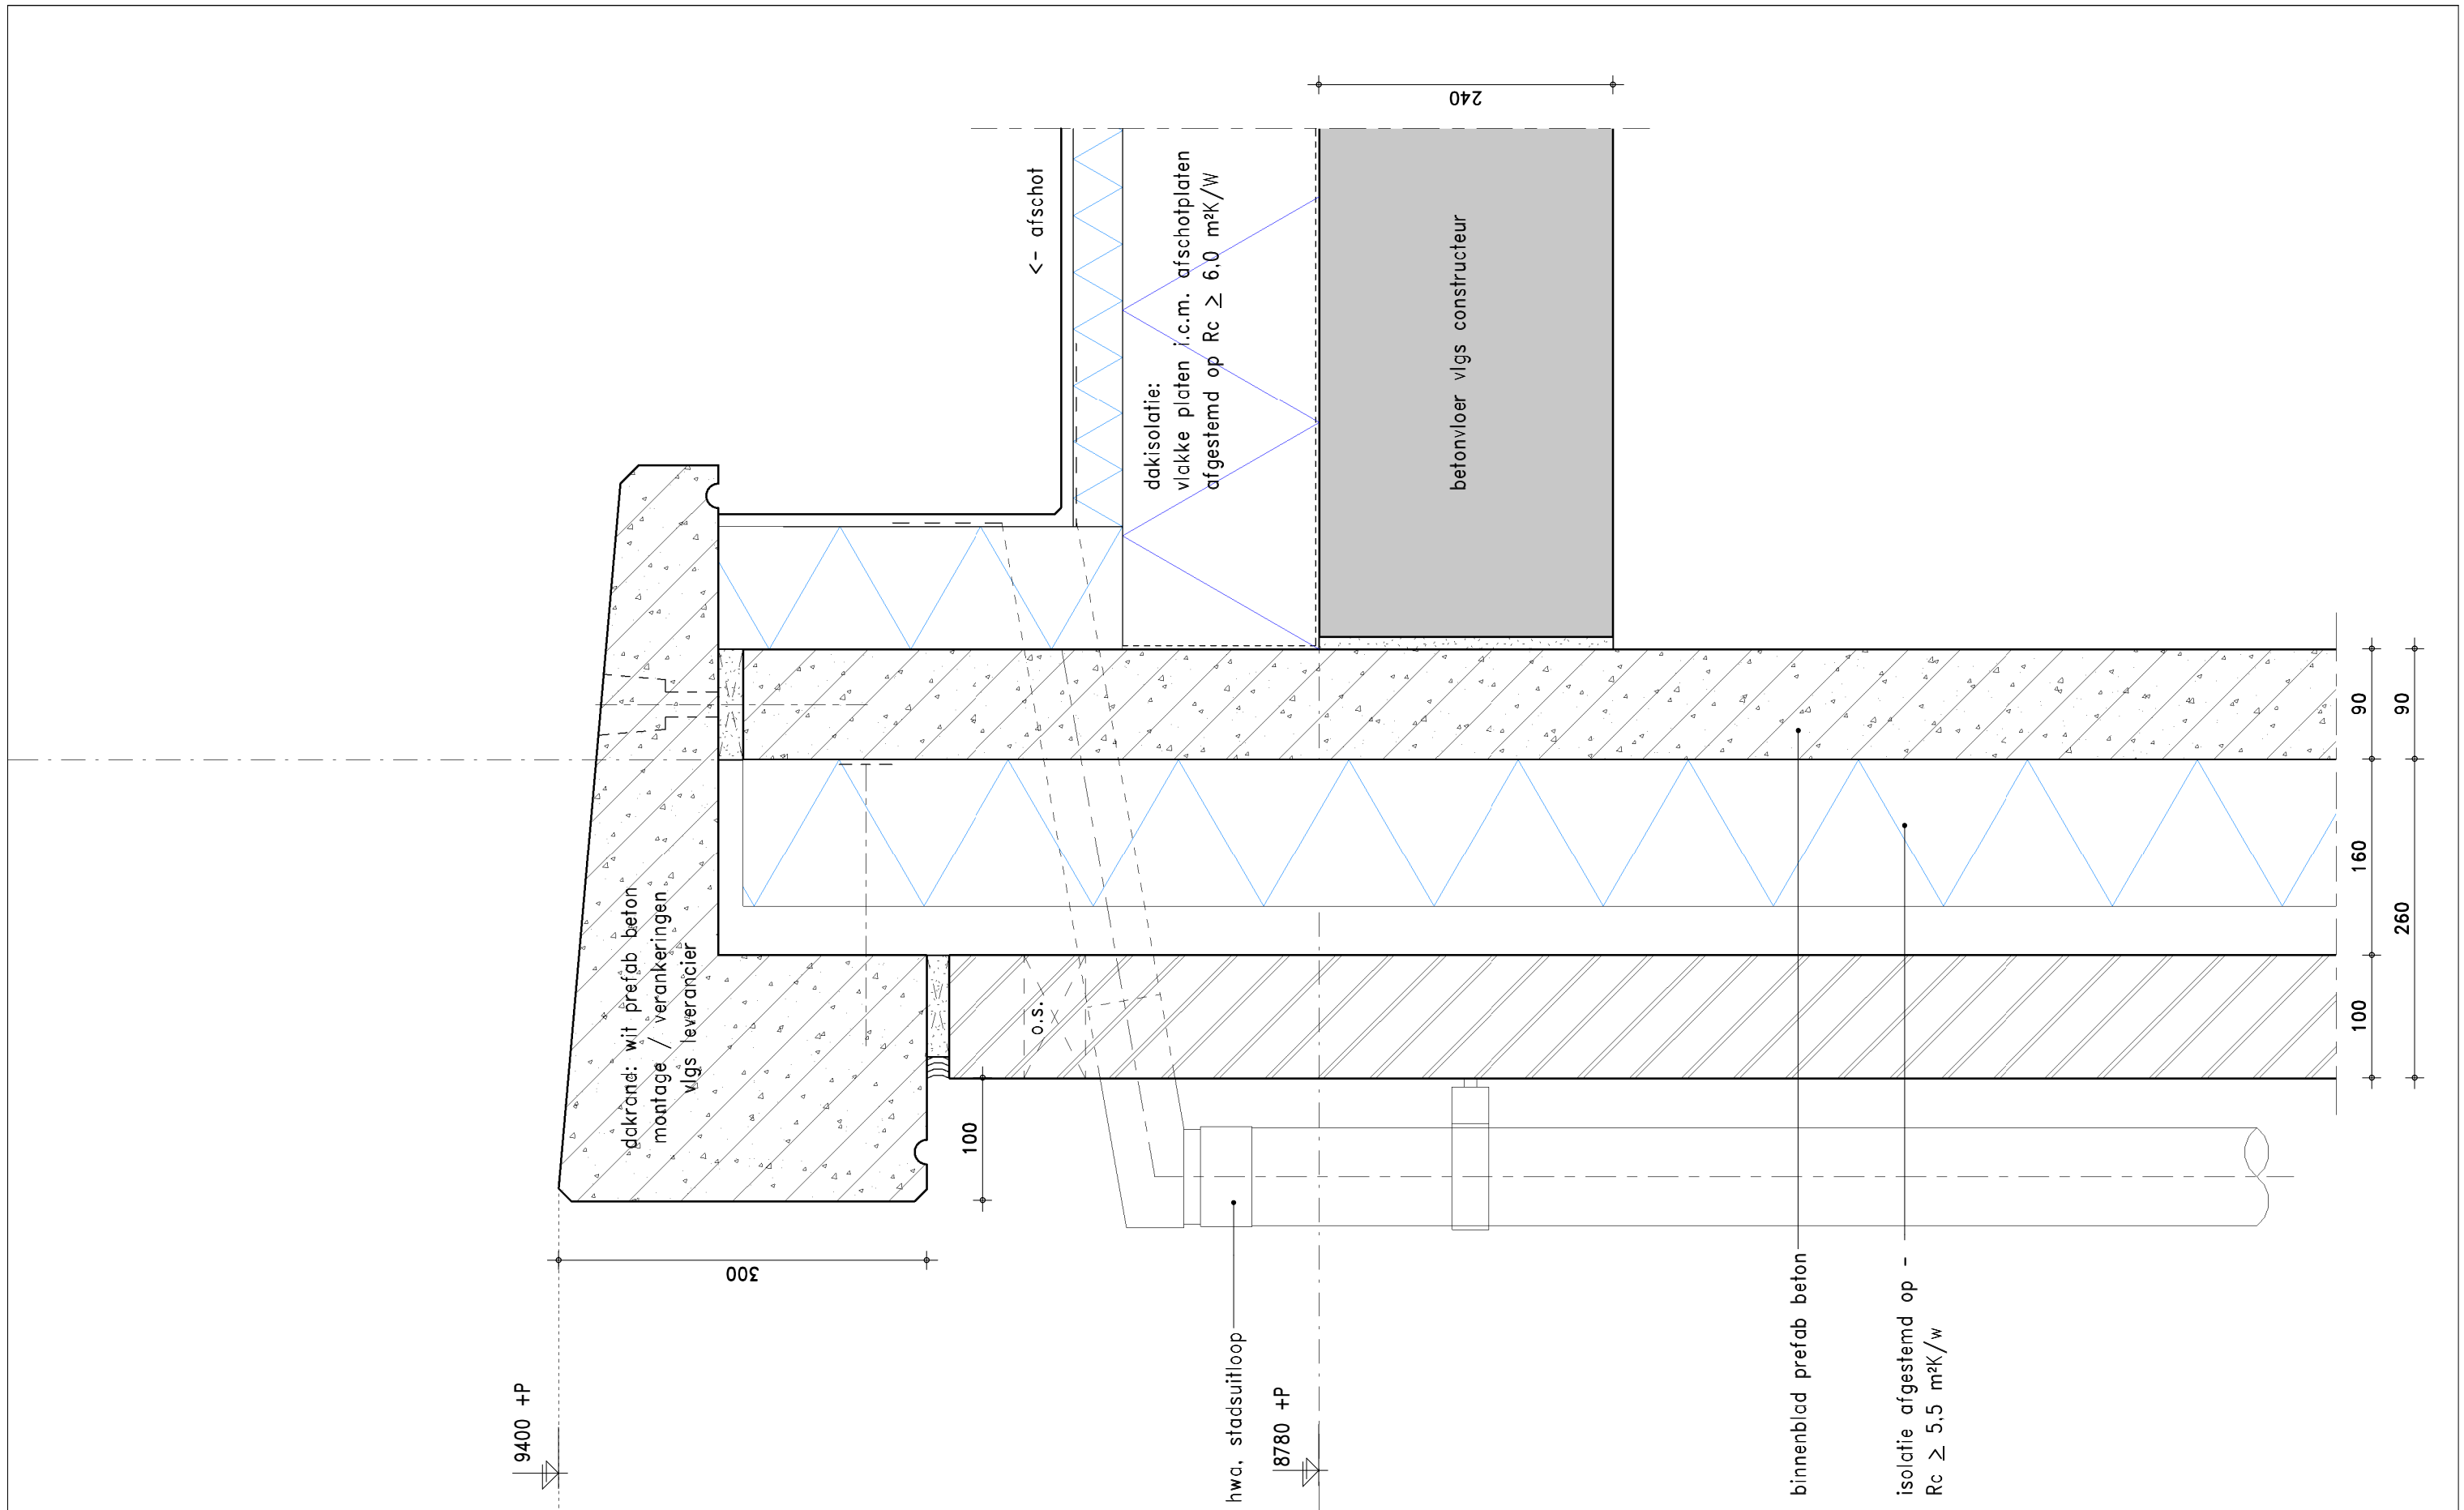 9400 +P
dakrand: wit prefab beton
montage / verankeringen
vlgs leverancier
300
100
o.s.
<- afschot
dakisolatie:
vlakke platen i.c.m. afschotplaten
afgestemd op Rc ≥ 6,0 m²K/W
hwa, stadsuitloop
8780 +P
betonvloer vlgs constructeur
240
binnenblad prefab beton
isolatie afgestemd op -
Rc ≥ 5,5 m²K/w
100
160
90
260
90